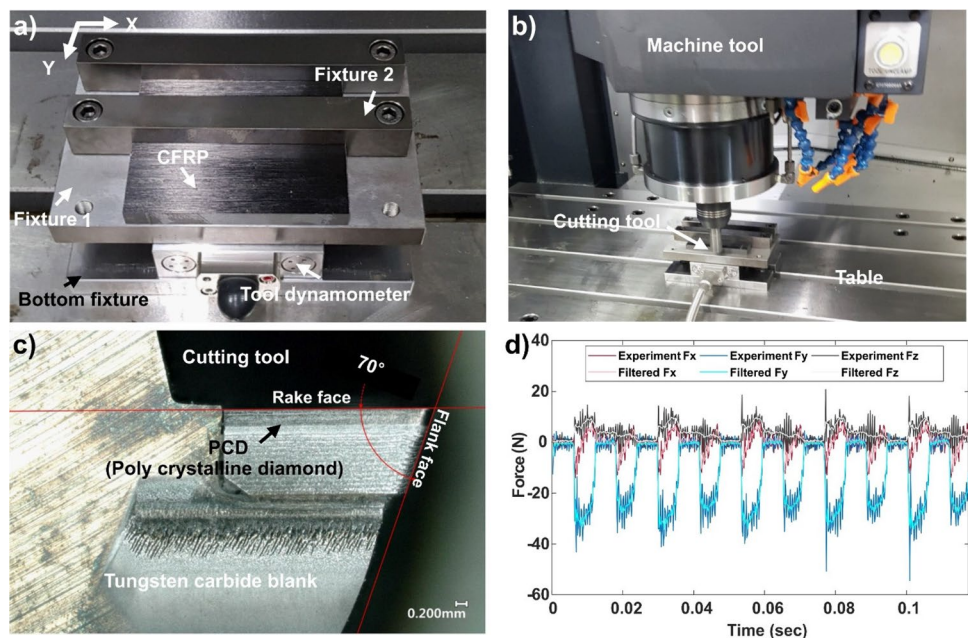 a)
X
Y
Fixture 2
CFRP
Fixture 1
Bottom fixture
Tool dynamometer
b)
Machine tool
Cutting tool
Table
c)
Cutting tool
70°
Rake face
PCD
(Poly crystalline diamond)
Flank face
Tungsten carbide blank
0.200mm
d)
Experiment Fx Experiment Fy Experiment Fz
Filtered Fx Filtered Fy Filtered Fz
Force (N)
40
20
0
-20
-40
-60
0 0.02 0.04 0.06 0.08 0.1
Time (sec)